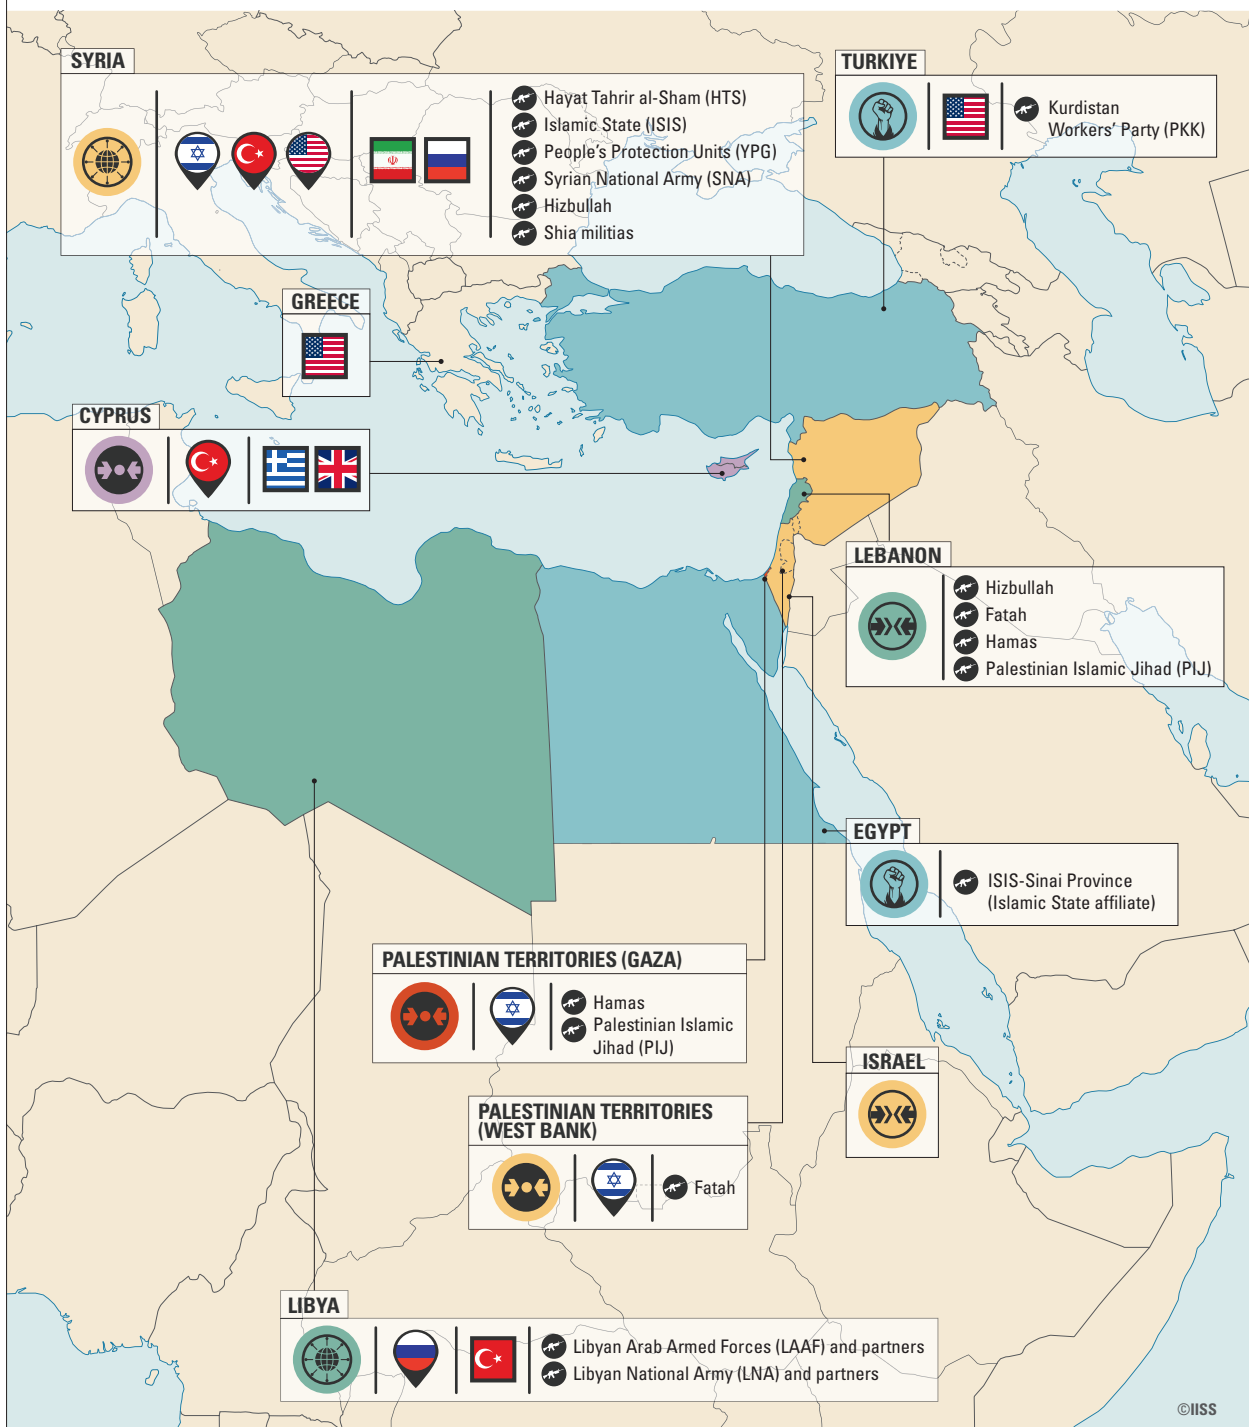 SYRIA
Hayat Tahrir al-Sham (HTS)
Islamic State (ISIS)
People's Protection Units (YPG)
Syrian National Army (SNA)
Hizbullah
Shia militias
TURKIYE
Kurdistan
Workers' Party (PKK)
GREECE
CYPRUS
LEBANON
Hizbullah
Fatah
Hamas
Palestinian Islamic Jihad (PIJ)
EGYPT
ISIS-Sinai Province
(Islamic State affiliate)
PALESTINIAN TERRITORIES (GAZA)
Hamas
Palestinian Islamic
Jihad (PIJ)
ISRAEL
PALESTINIAN TERRITORIES
(WEST BANK)
Fatah
LIBYA
Libyan Arab Armed Forces (LAAF) and partners
Libyan National Army (LNA) and partners
©IISS